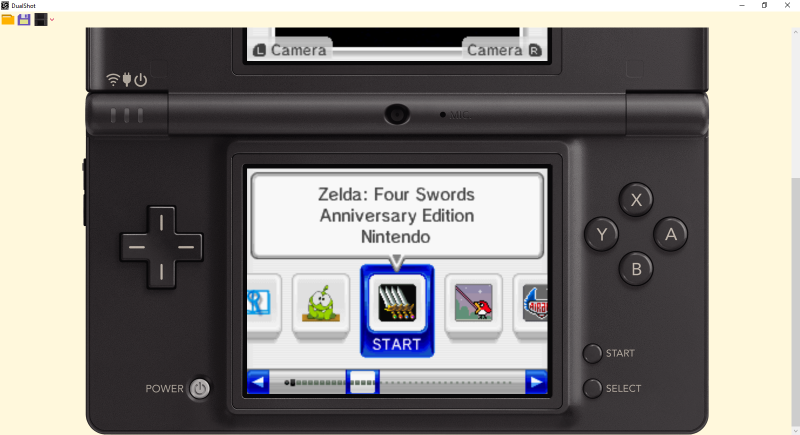 DualShot
L Camera
Camera R
MIC.
Zelda: Four Swords
Anniversary Edition
Nintendo
START
X
Y
A
B
START
SELECT
POWER